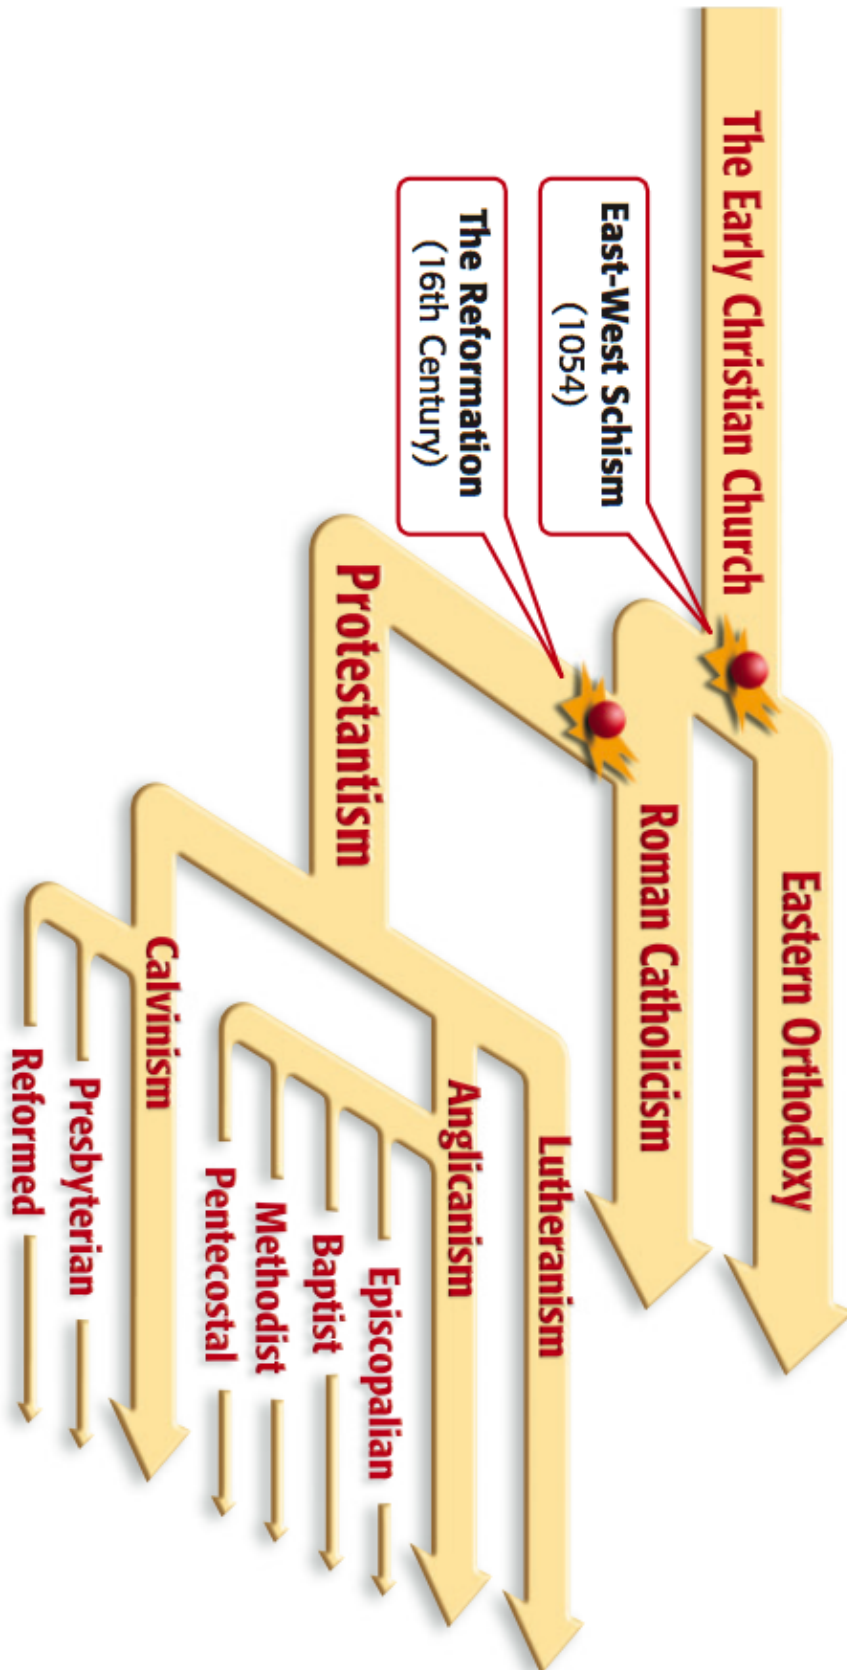 The Early Christian Church
East-West Schism
(1054)
The Reformation
(16th Century)
Eastern Orthodoxy
Roman Catholicism
Protestantism
Lutheranism
Anglicanism
Episcopalian
Baptist
Methodist
Pentecostal
Calvinism
Presbyterian
Reformed